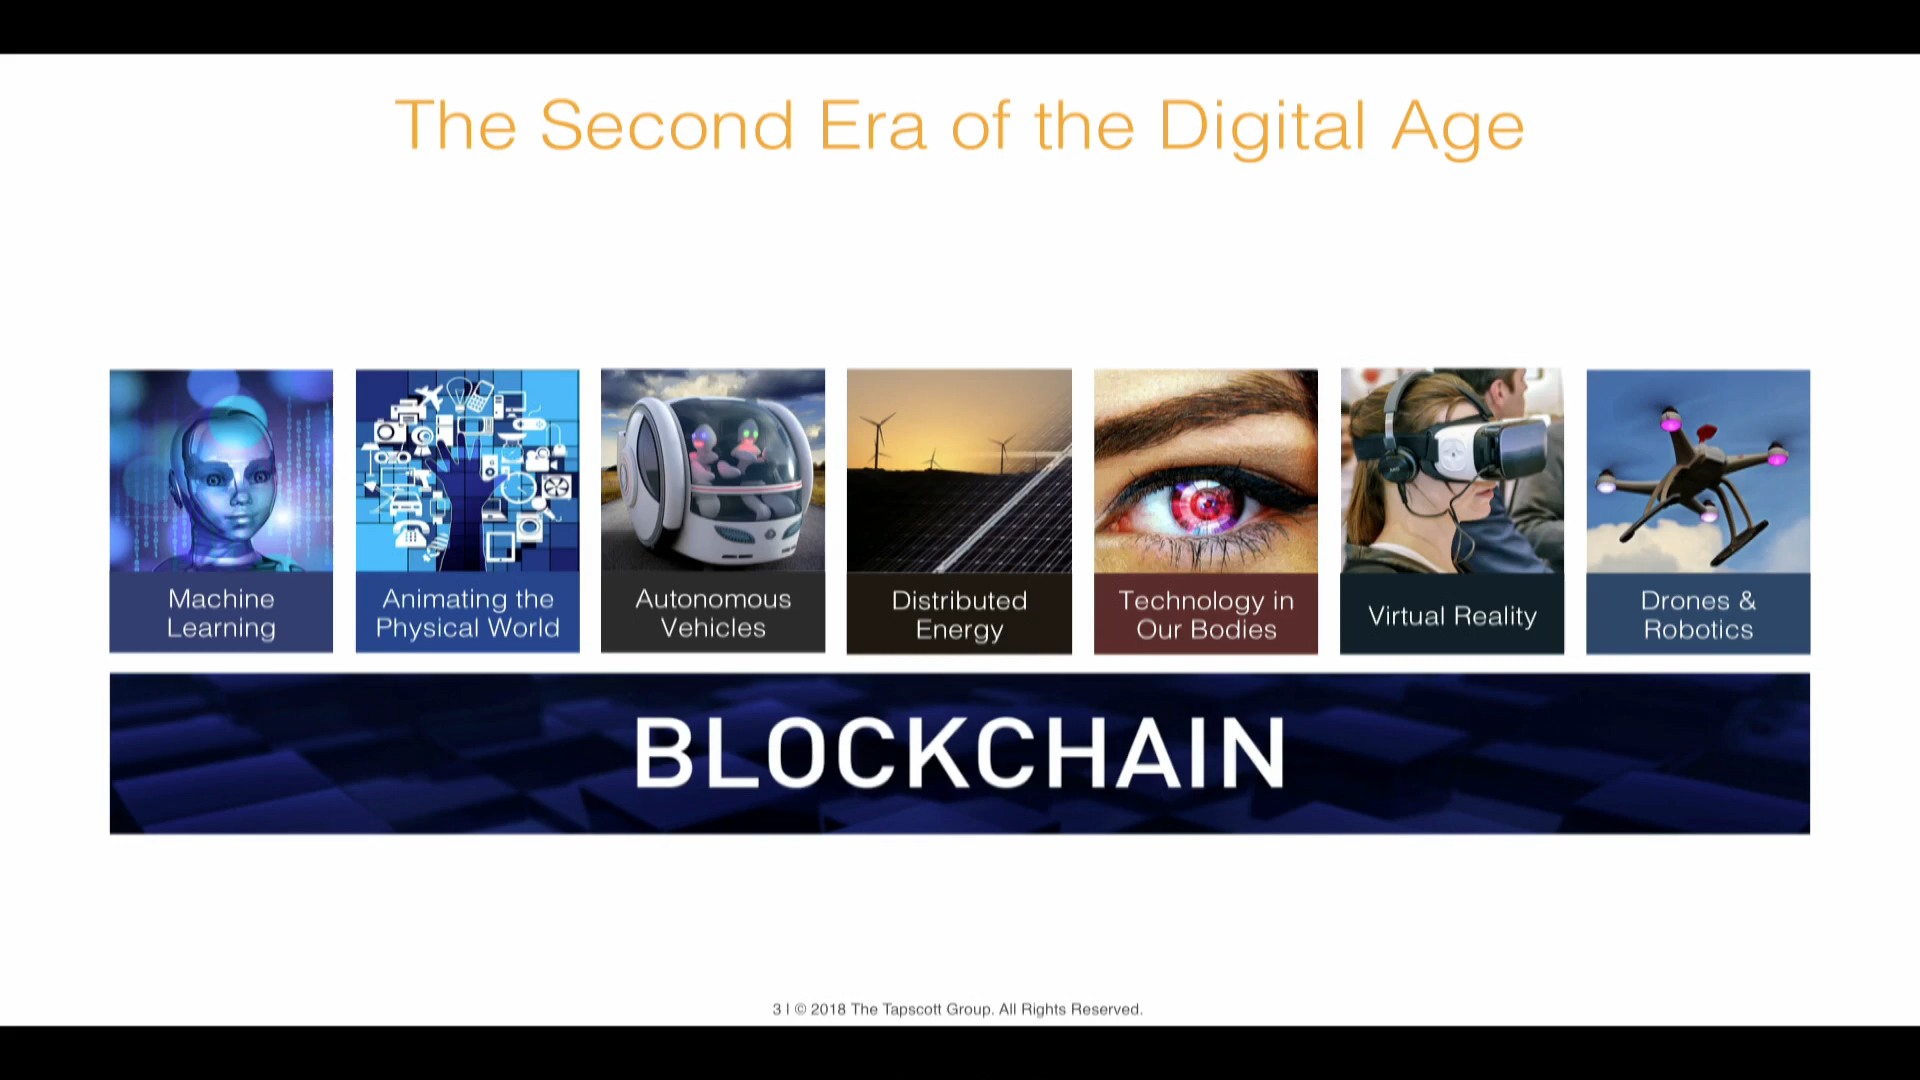 The Second Era of the Digital Age
Machine
Learning
Animating the
Physical World
Autonomous
Vehicles
Distributed
Energy
Technology in
Our Bodies
Virtual Reality
Drones &
Robotics
BLOCKCHAIN
3 | © 2018 The Tapscott Group. All Rights Reserved.